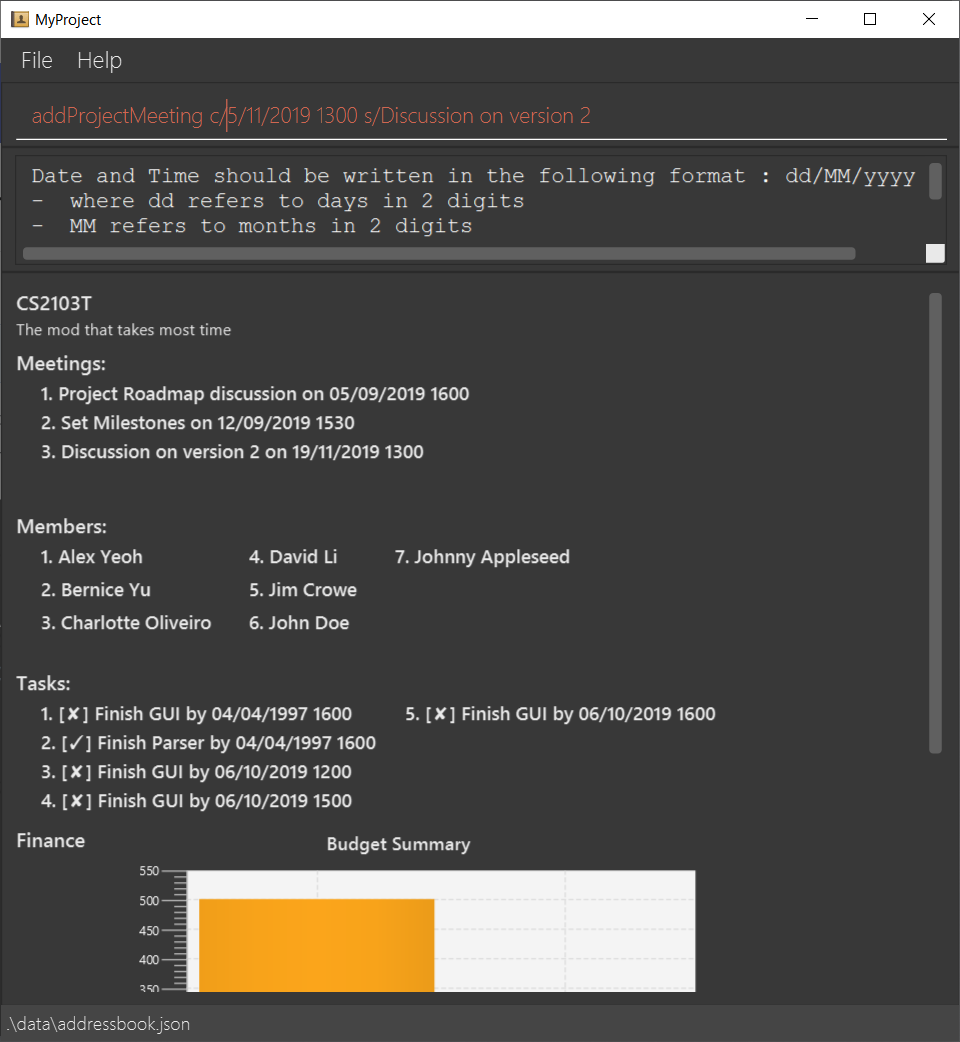 MyProject
File Help
addProjectMeeting c/5/11/2019 1300 s/Discussion on version 2
Date and Time should be written in the following format : dd/MM/yyyy
- where dd refers to days in 2 digits
- MM refers to months in 2 digits
CS2103T
The mod that takes most time
Meetings:
1. Project Roadmap discussion on 05/09/2019 1600
2. Set Milestones on 12/09/2019 1530
3. Discussion on version 2 on 19/11/2019 1300
Members:
1. Alex Yeoh 4. David Li 7. Johnny Appleseed
2. Bernice Yu 5. Jim Crowe
3. Charlotte Oliveiro 6. John Doe
Tasks:
1. [✘] Finish GUI by 04/04/1997 1600 5. [✘] Finish GUI by 06/10/2019 1600
2. [✓] Finish Parser by 04/04/1997 1600
3. [✘] Finish GUI by 06/10/2019 1200
4. [✘] Finish GUI by 06/10/2019 1500
Finance Budget Summary
550
500
450
400
350
.\data\addressbook.json